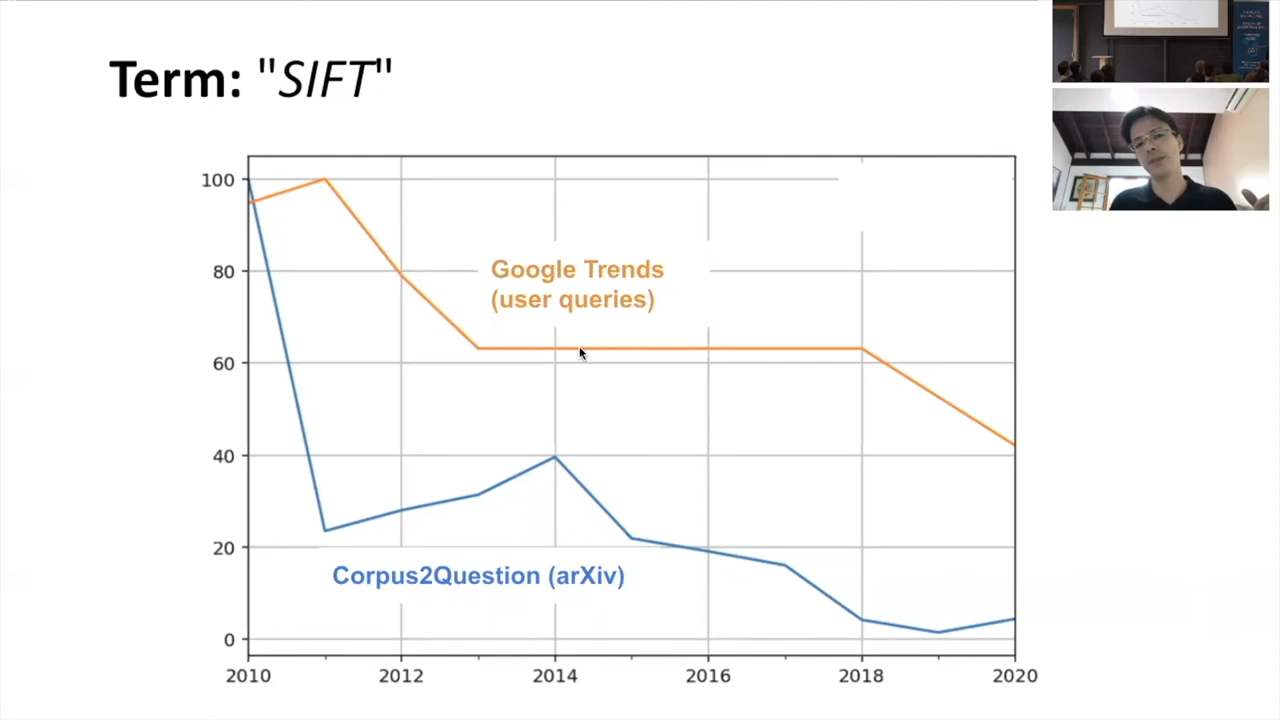 Term: "SIFT"
100
80
60
40
20
0
Google Trends
(user queries)
Corpus2Question (arXiv)
2010 2012 2014 2016 2018 2020